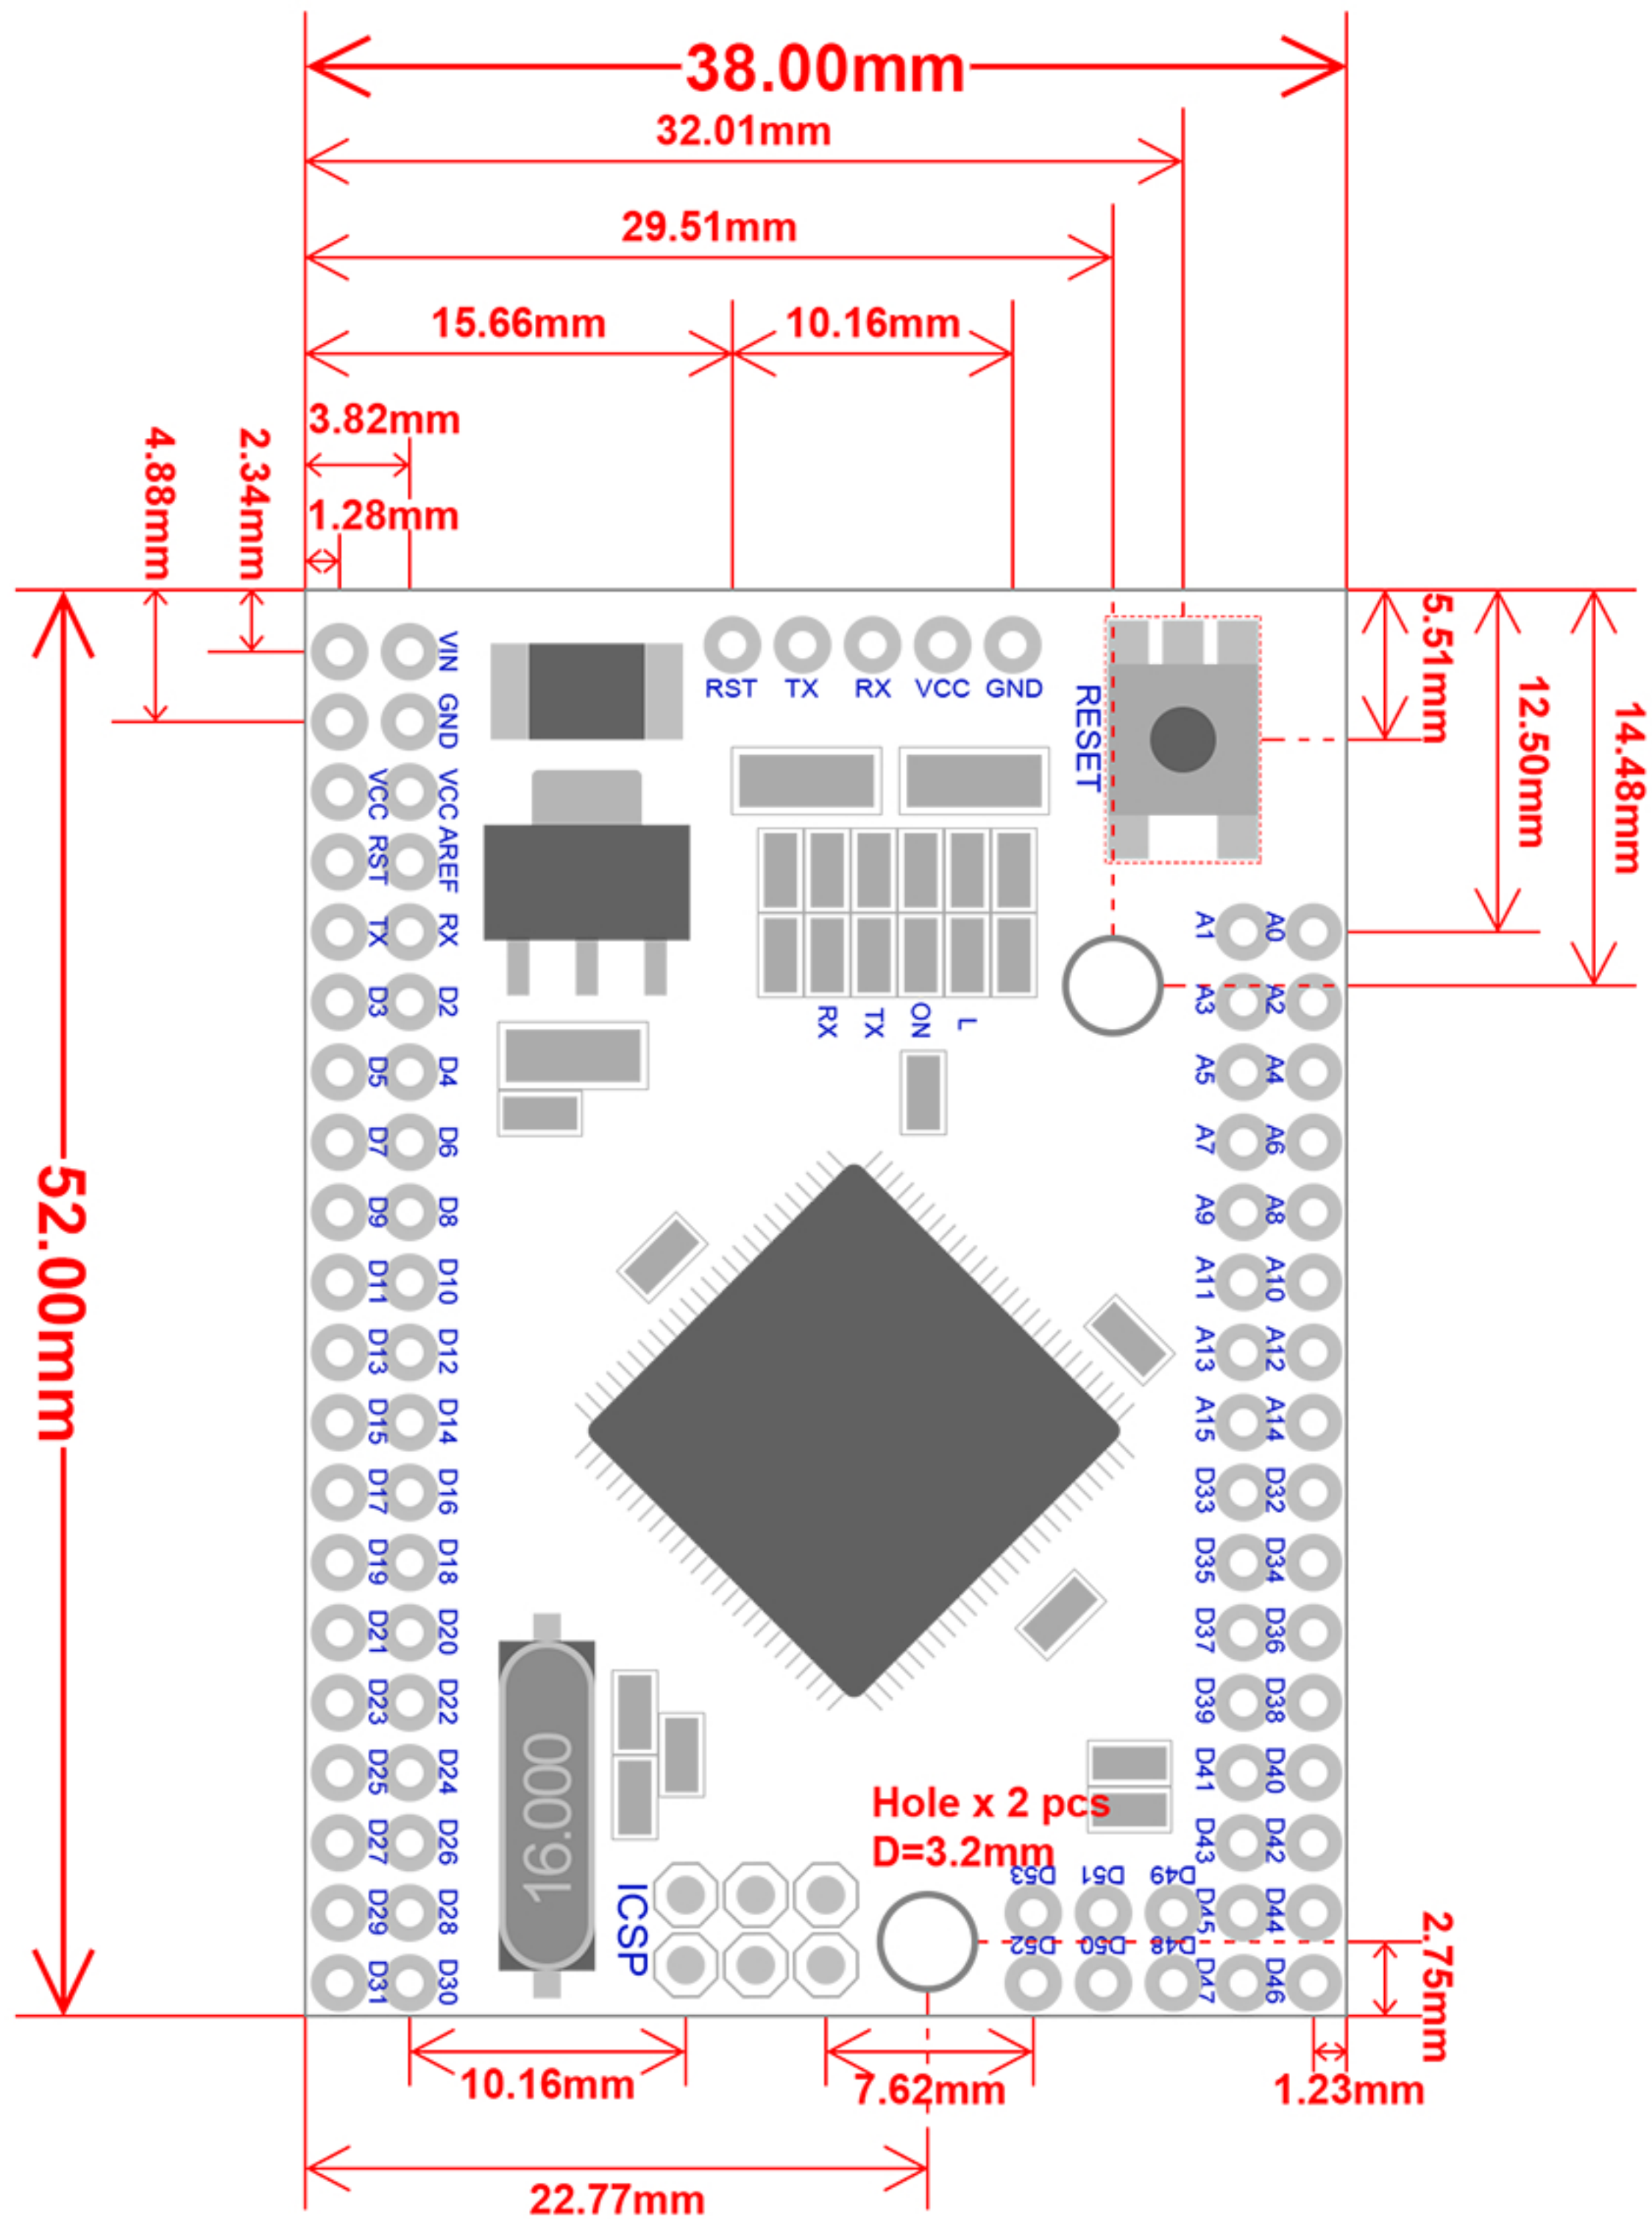 38.00mm
32.01mm
29.51mm
15.66mm 10.16mm
3.82mm
1.28mm
4.88mm
2.34mm
5.51mm
12.50mm
14.48mm
52.00mm
VIN
GND
VCC VCC
RST AREF
TX RX
D3 D2
D5 D4
D7 D6
D9 D8
D11 D10
D13 D12
D15 D14
D17 D16
D19 D18
D21 D20
D23 D22
D25 D24
D27 D26
D29 D28
D31 D30
RST TX RX VCC GND
RESET
RX TX ON L
A1 A0
A3 A2
A5 A4
A7 A6
A9 A8
A11 A10
A13 A12
A15 A14
D33 D32
D35 D34
D37 D36
D39 D38
D41 D40
D43 D42
D45 D44
D47 D46
16.000
ICSP
Hole x 2 pcs
D=3.2mm
D53 D51 D49
D52 D50 D48
2.75mm
10.16mm
7.62mm
1.23mm
22.77mm